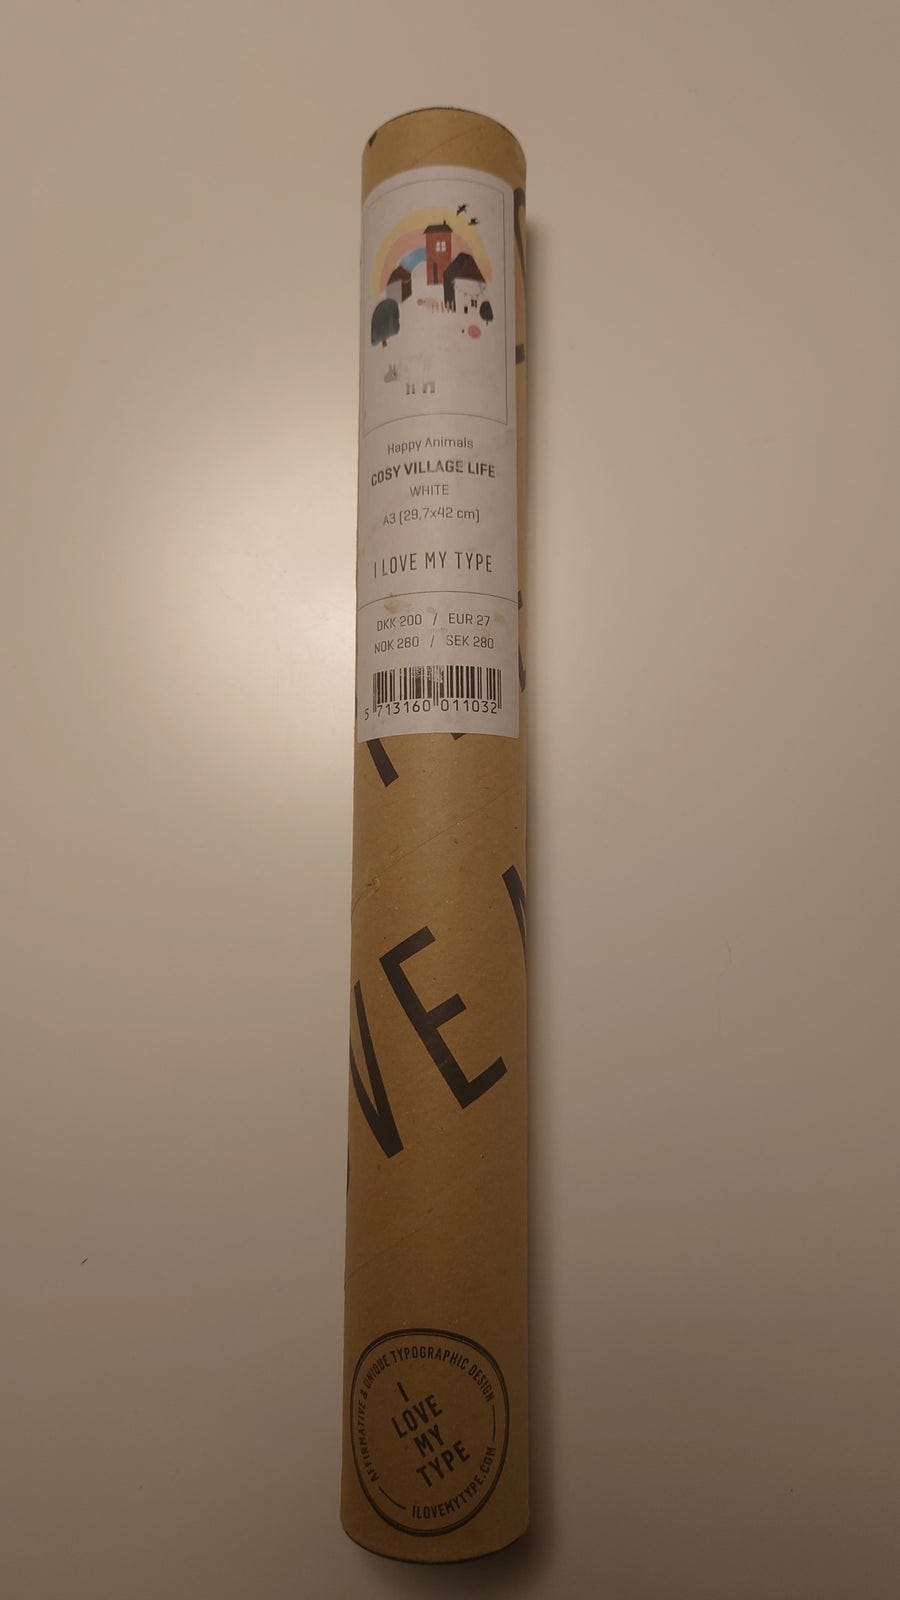 Happy Animals
COSY VILLAGE LIFE
WHITE
A3 (29,7x42 cm)
I LOVE MY TYPE
DKK 200 / EUR 27
NOK 280 / SEK 280
5 713160 011032
VE
AFFIRMATIVE & UNIQUE TYPOGRAPHIC DESIGN
I
LOVE
MY
TYPE
ILOVEMYTYPE.COM